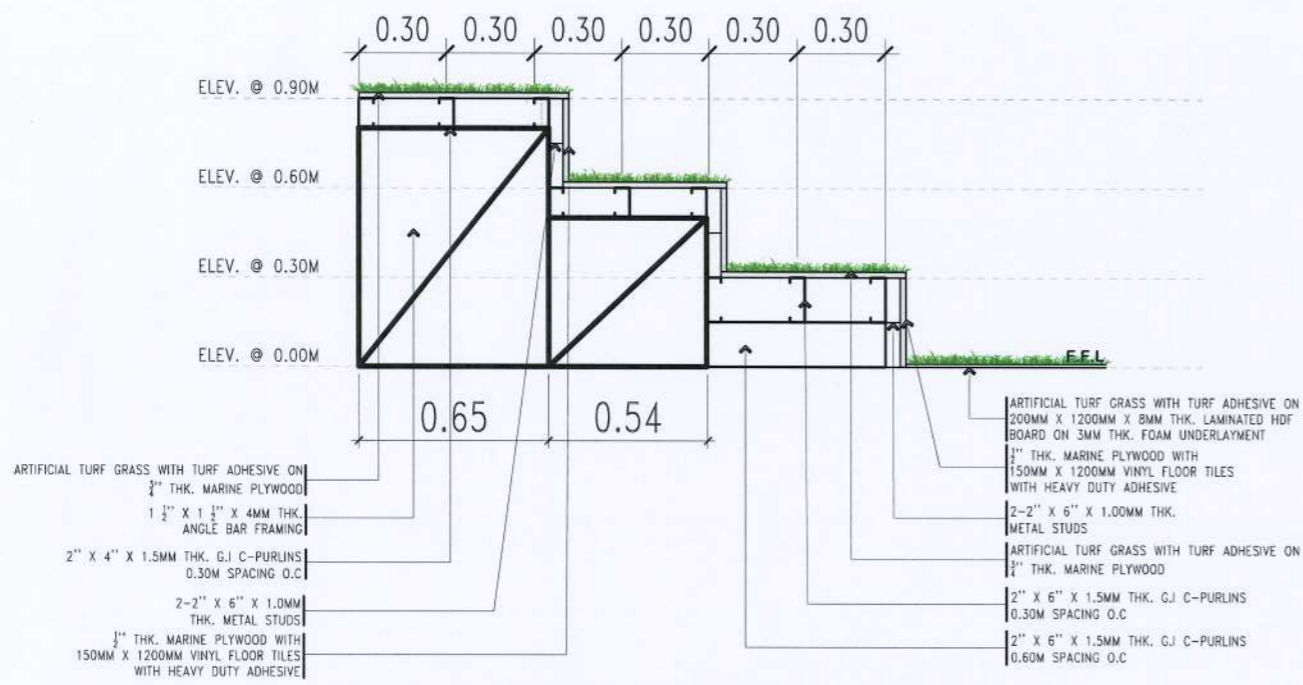 0.30 0.30 0.30 0.30 0.30 0.30
ELEV. @ 0.90M
ELEV. @ 0.60M
ELEV. @ 0.30M
ELEV. @ 0.00M
F.F.L
0.65 0.54
ARTIFICIAL TURF GRASS WITH TURF ADHESIVE ON
3/4'' THK. MARINE PLYWOOD
1 1/2'' X 1 1/2'' X 4MM THK.
ANGLE BAR FRAMING
2'' X 4'' X 1.5MM THK. G.I C-PURLINS
0.30M SPACING O.C
2-2'' X 6'' X 1.0MM
THK. METAL STUDS
1/2'' THK. MARINE PLYWOOD WITH
150MM X 1200MM VINYL FLOOR TILES
WITH HEAVY DUTY ADHESIVE
ARTIFICIAL TURF GRASS WITH TURF ADHESIVE ON
200MM X 1200MM X 8MM THK. LAMINATED HDF
BOARD ON 3MM THK. FOAM UNDERLAYMENT
1/2'' THK. MARINE PLYWOOD WITH
150MM X 1200MM VINYL FLOOR TILES
WITH HEAVY DUTY ADHESIVE
2-2'' X 6'' X 1.00MM THK.
METAL STUDS
ARTIFICIAL TURF GRASS WITH TURF ADHESIVE ON
3/4'' THK. MARINE PLYWOOD
2'' X 6'' X 1.5MM THK. G.I C-PURLINS
0.30M SPACING O.C
2'' X 6'' X 1.5MM THK. G.I C-PURLINS
0.60M SPACING O.C